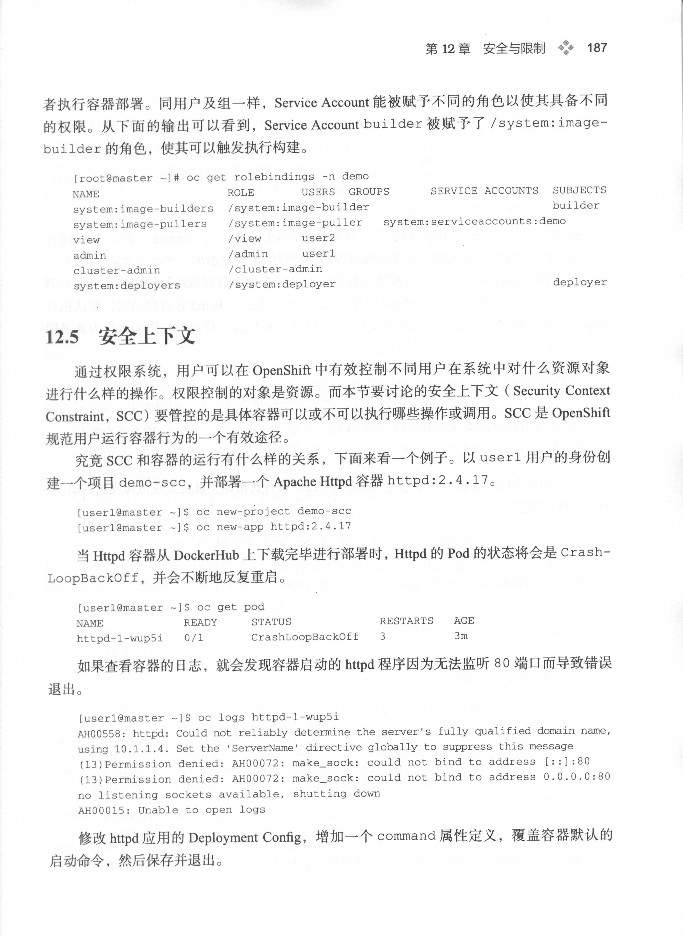 第 12 章　安全与限制　187
者执行容器部署。同用户及组一样，Service Account 能被赋予不同的角色以使其具备不同
的权限。从下面的输出可以看到，Service Account builder 被赋予了 /system:image-
builder 的角色，使其可以触发执行构建。
[root@master ~]# oc get rolebindings -n demo
NAME ROLE USERS GROUPS SERVICE ACCOUNTS SUBJECTS
system:image-builders /system:image-builder builder
system:image-pullers /system:image-puller system:serviceaccounts:demo
view /view user2
admin /admin user1
cluster-admin /cluster-admin
system:deployers /system:deployer deployer
12.5　安全上下文
通过权限系统，用户可以在 OpenShift 中有效控制不同用户在系统中对什么资源对象
进行什么样的操作。权限控制的对象是资源。而本节要讨论的安全上下文（Security Context
Constraint，SCC）要管控的是具体容器可以或不可以执行哪些操作或调用。SCC 是 OpenShift
规范用户运行容器行为的一个有效途径。
究竟 SCC 和容器的运行有什么样的关系，下面来看一个例子。以 user1 用户的身份创
建一个项目 demo-scc，并部署一个 Apache Httpd 容器 httpd:2.4.17。
[user1@master ~]$ oc new-project demo-scc
[user1@master ~]$ oc new-app httpd:2.4.17
当 Httpd 容器从 DockerHub 上下载完毕进行部署时，Httpd 的 Pod 的状态将会是 Crash-
LoopBackOff，并会不断地反复重启。
[user1@master ~]$ oc get pod
NAME READY STATUS RESTARTS AGE
httpd-1-wup5i 0/1 CrashLoopBackOff 3 3m
如果查看容器的日志，就会发现容器启动的 httpd 程序因为无法监听 80 端口而导致错误
退出。
[user1@master ~]$ oc logs httpd-1-wup5i
AH00558: httpd: Could not reliably determine the server's fully qualified domain name,
using 10.1.1.4. Set the 'ServerName' directive globally to suppress this message
(13)Permission denied: AH00072: make_sock: could not bind to address [::]:80
(13)Permission denied: AH00072: make_sock: could not bind to address 0.0.0.0:80
no listening sockets available, shutting down
AH00015: Unable to open logs
修改 httpd 应用的 Deployment Config，增加一个 command 属性定义，覆盖容器默认的
启动命令，然后保存并退出。